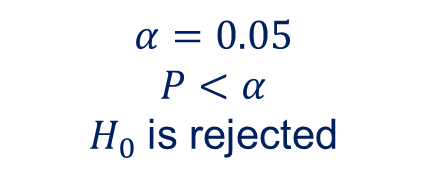 α = 0.05
P < α
H₀ is rejected